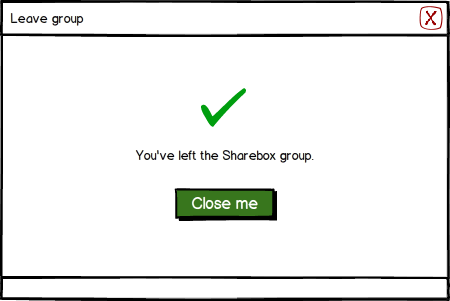 Leave group
X
You've left the Sharebox group.
Close me